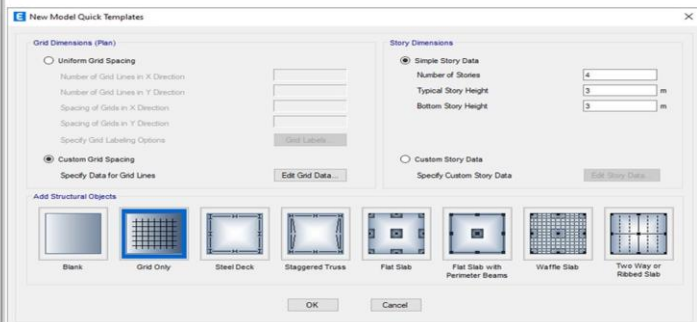 E New Model Quick Templates
Grid Dimensions (Plan)
Uniform Grid Spacing
Number of Grid Lines in X Direction
Number of Grid Lines in Y Direction
Spacing of Grids in X Direction
Spacing of Grids in Y Direction
Specify Grid Labeling Options
Grid Labels...
Custom Grid Spacing
Specify Data for Grid Lines
Edit Grid Data...
Story Dimensions
Simple Story Data
Number of Stories 4
Typical Story Height 3 m
Bottom Story Height 3 m
Custom Story Data
Specify Custom Story Data
Edit Story Data...
Add Structural Objects
Blank
Grid Only
Steel Deck
Staggered Truss
Flat Slab
Flat Slab with
Perimeter Beams
Waffle Slab
Two Way or
Ribbed Slab
OK
Cancel